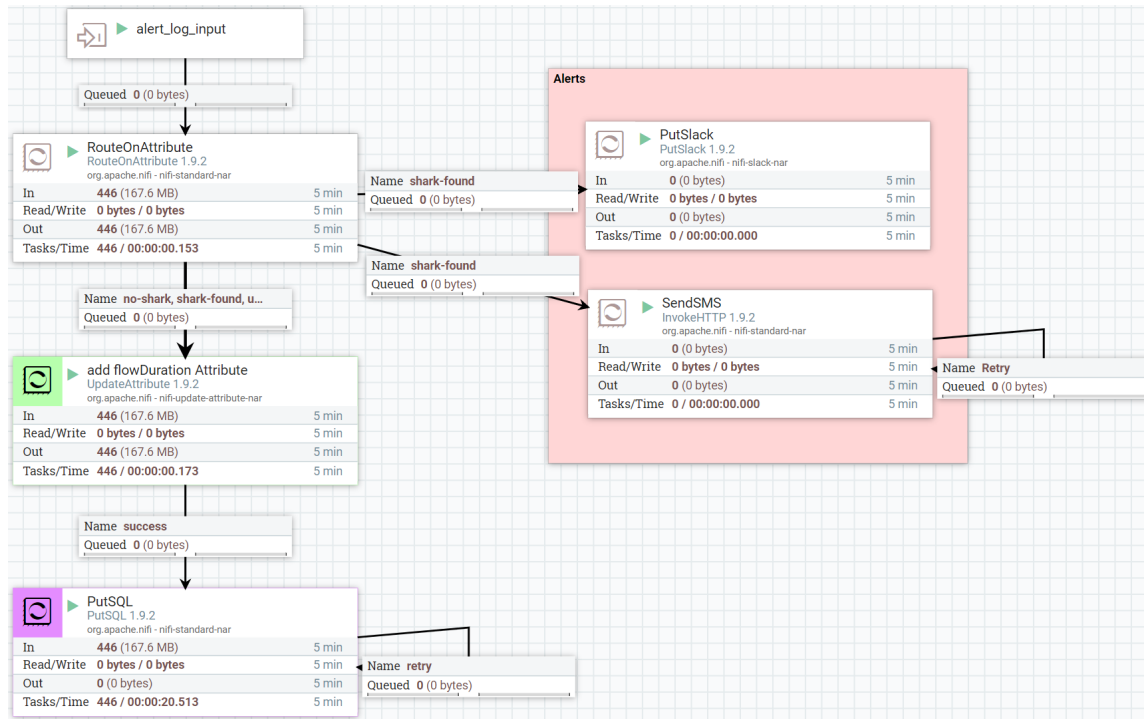 alert_log_input
Queued 0 (0 bytes)
RouteOnAttribute
RouteOnAttribute 1.9.2
org.apache.nifi - nifi-standard-nar
In 446 (167.6 MB) 5 min
Read/Write 0 bytes / 0 bytes 5 min
Out 446 (167.6 MB) 5 min
Tasks/Time 446 / 00:00:00.153 5 min
Name shark-found
Queued 0 (0 bytes)
Name shark-found
Queued 0 (0 bytes)
Alerts
PutSlack
PutSlack 1.9.2
org.apache.nifi - nifi-slack-nar
In 0 (0 bytes) 5 min
Read/Write 0 bytes / 0 bytes 5 min
Out 0 (0 bytes) 5 min
Tasks/Time 0 / 00:00:00.000 5 min
SendSMS
InvokeHTTP 1.9.2
org.apache.nifi - nifi-standard-nar
In 0 (0 bytes) 5 min
Read/Write 0 bytes / 0 bytes 5 min
Out 0 (0 bytes) 5 min
Tasks/Time 0 / 00:00:00.000 5 min
Name Retry
Queued 0 (0 bytes)
Name no-shark, shark-found, u...
Queued 0 (0 bytes)
add flowDuration Attribute
UpdateAttribute 1.9.2
org.apache.nifi - nifi-update-attribute-nar
In 446 (167.6 MB) 5 min
Read/Write 0 bytes / 0 bytes 5 min
Out 446 (167.6 MB) 5 min
Tasks/Time 446 / 00:00:00.173 5 min
Name success
Queued 0 (0 bytes)
PutSQL
PutSQL 1.9.2
org.apache.nifi - nifi-standard-nar
In 446 (167.6 MB) 5 min
Read/Write 0 bytes / 0 bytes 5 min
Out 0 (0 bytes) 5 min
Tasks/Time 446 / 00:00:20.513 5 min
Name retry
Queued 0 (0 bytes)